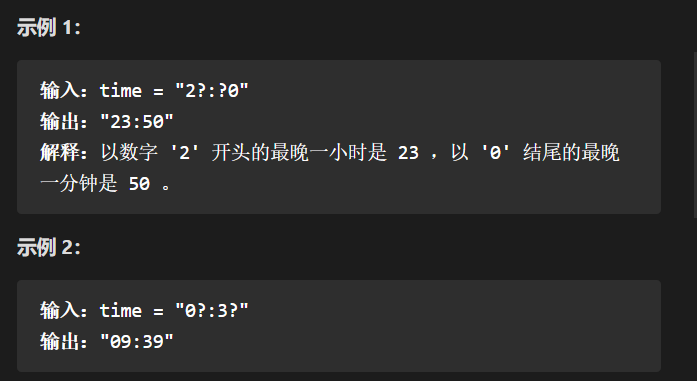 示例 1：
输入：time = "2?:?0"
输出："23:50"
解释：以数字 '2' 开头的最晚一小时是 23 ，以 '0' 结尾的最晚
一分钟是 50 。
示例 2：
输入：time = "0?:3?"
输出："09:39"